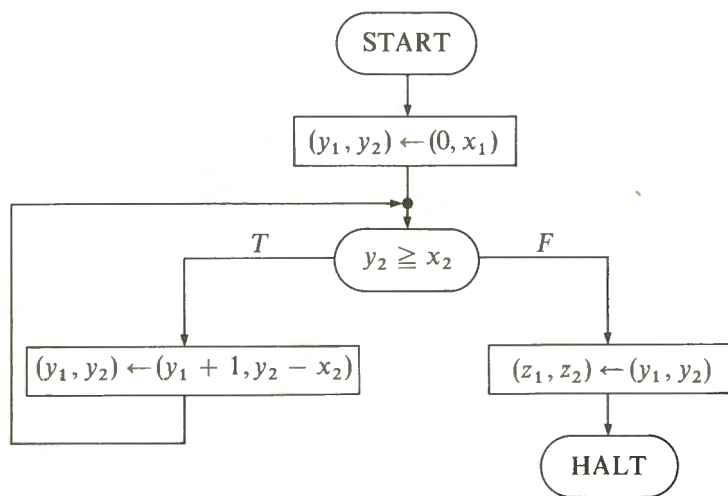 START
(y₁, y₂) ← (0, x₁)
y₂ ≧ x₂
T
F
(y₁, y₂) ← (y₁ + 1, y₂ − x₂)
(z₁, z₂) ← (y₁, y₂)
HALT